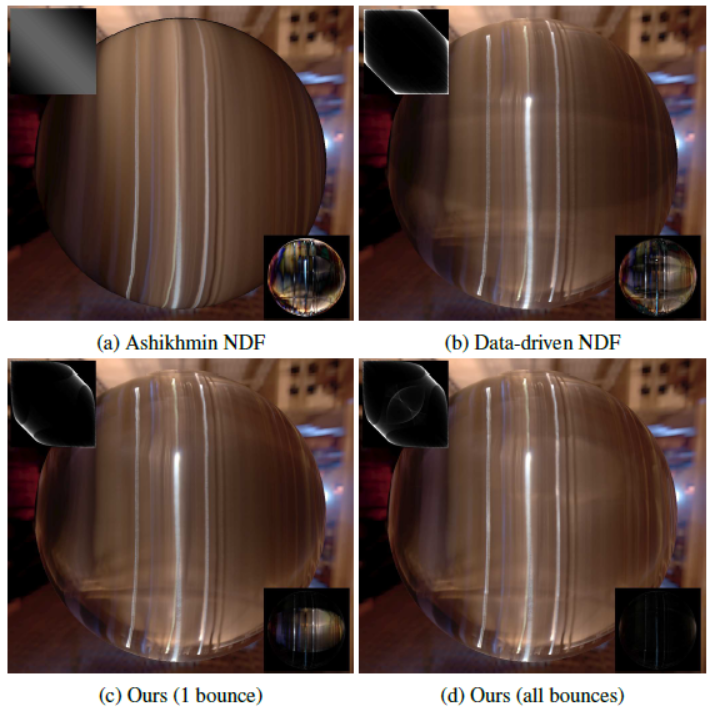 (a) Ashikhmin NDF
(b) Data-driven NDF
(c) Ours (1 bounce)
(d) Ours (all bounces)